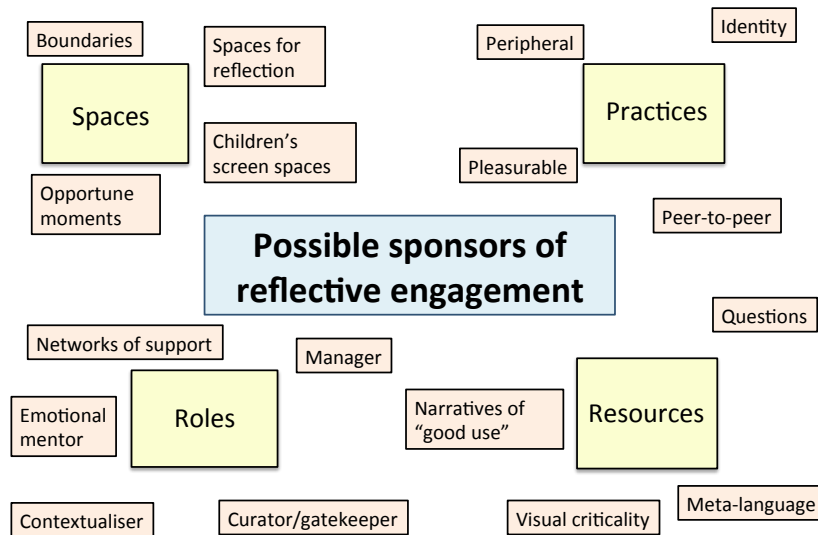 Boundaries
Spaces for
reflection
Spaces
Children’s
screen spaces
Opportune
moments
Peripheral
Identity
Practices
Pleasurable
Peer-to-peer
Possible sponsors of
reflective engagement
Networks of support
Manager
Emotional
mentor
Roles
Contextualiser
Curator/gatekeeper
Questions
Narratives of
“good use”
Resources
Visual criticality
Meta-language